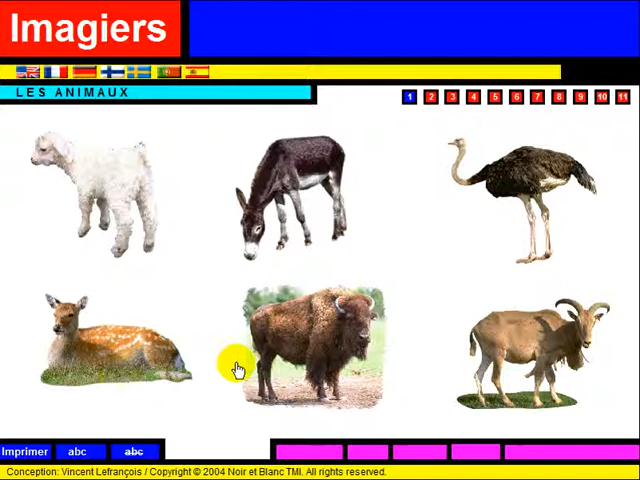 Imagiers
LES ANIMAUX
1 2 3 4 5 6 7 8 9 10 11
Imprimer abc abc
Conception: Vincent Lefrançois / Copyright © 2004 Noir et Blanc TMI. All rights reserved.